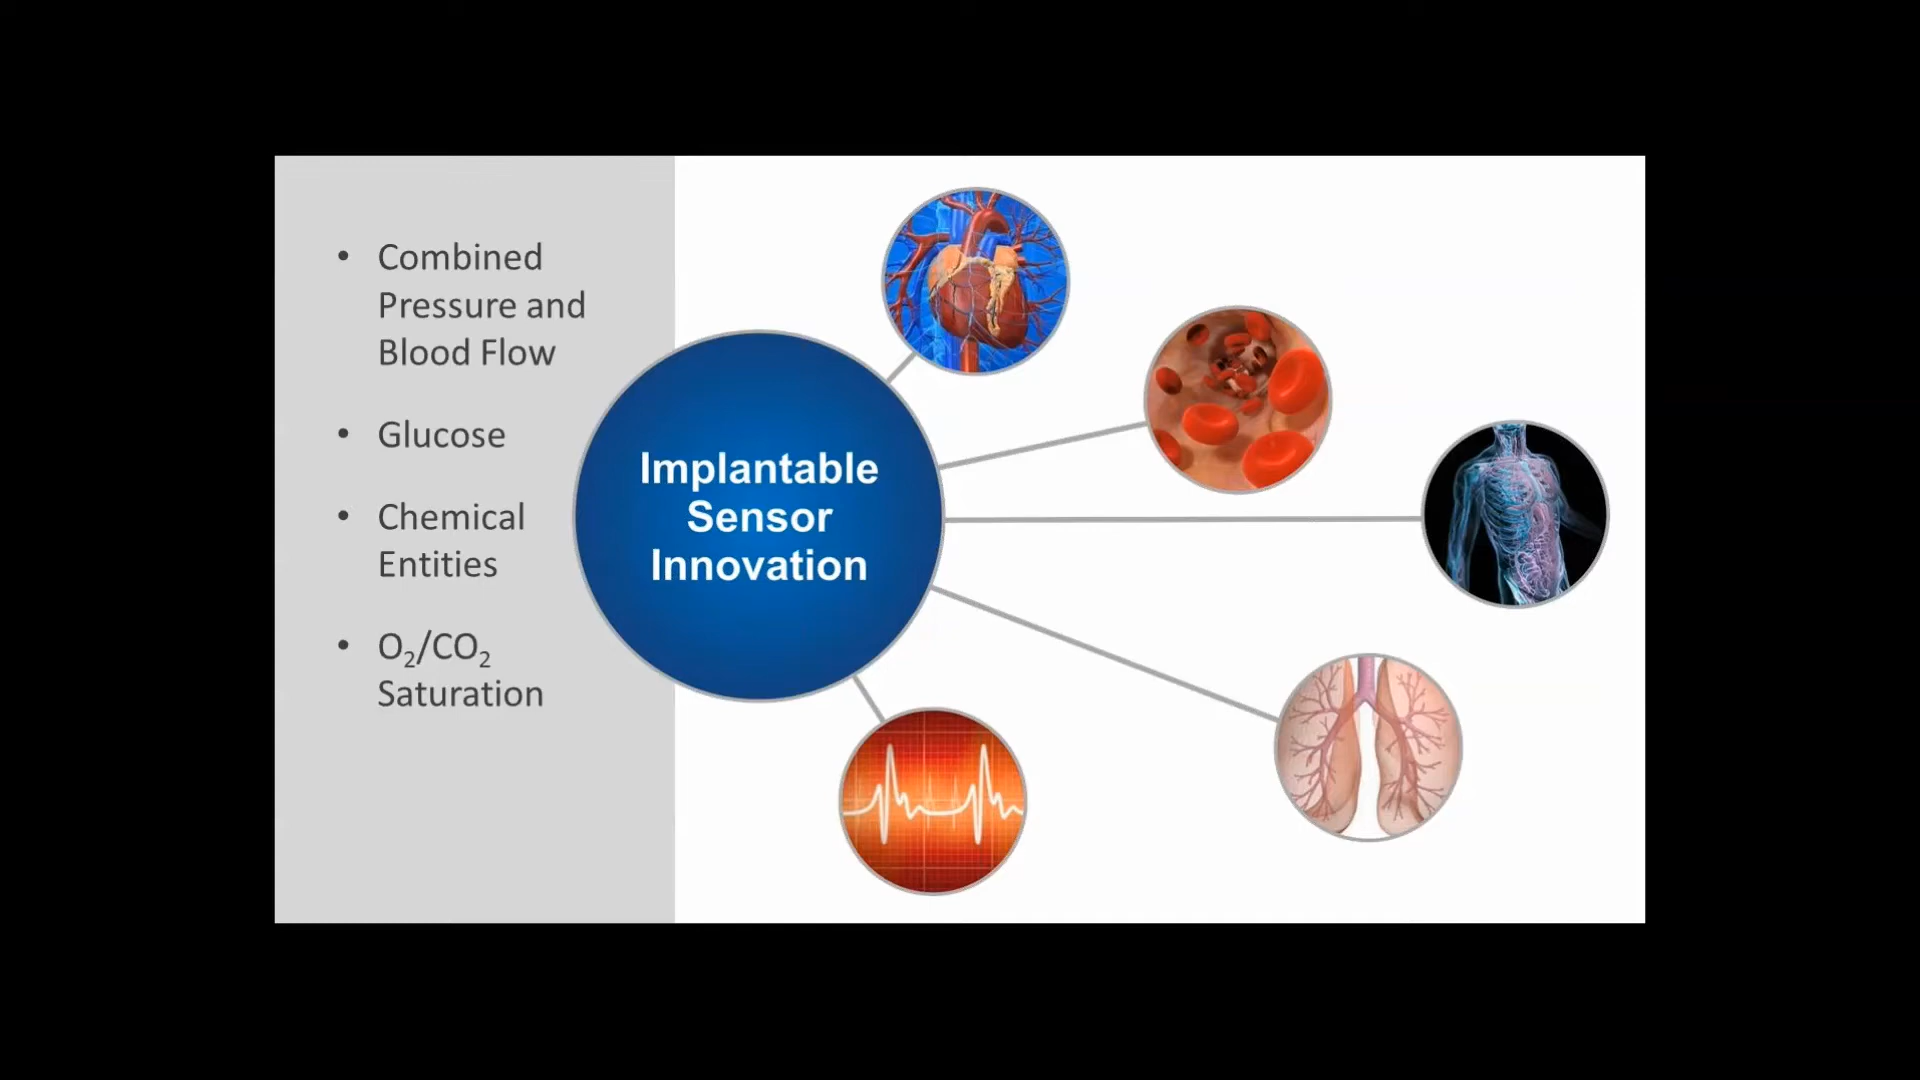 • Combined
Pressure and
Blood Flow
• Glucose
• Chemical
Entities
• O₂/CO₂
Saturation
Implantable
Sensor
Innovation